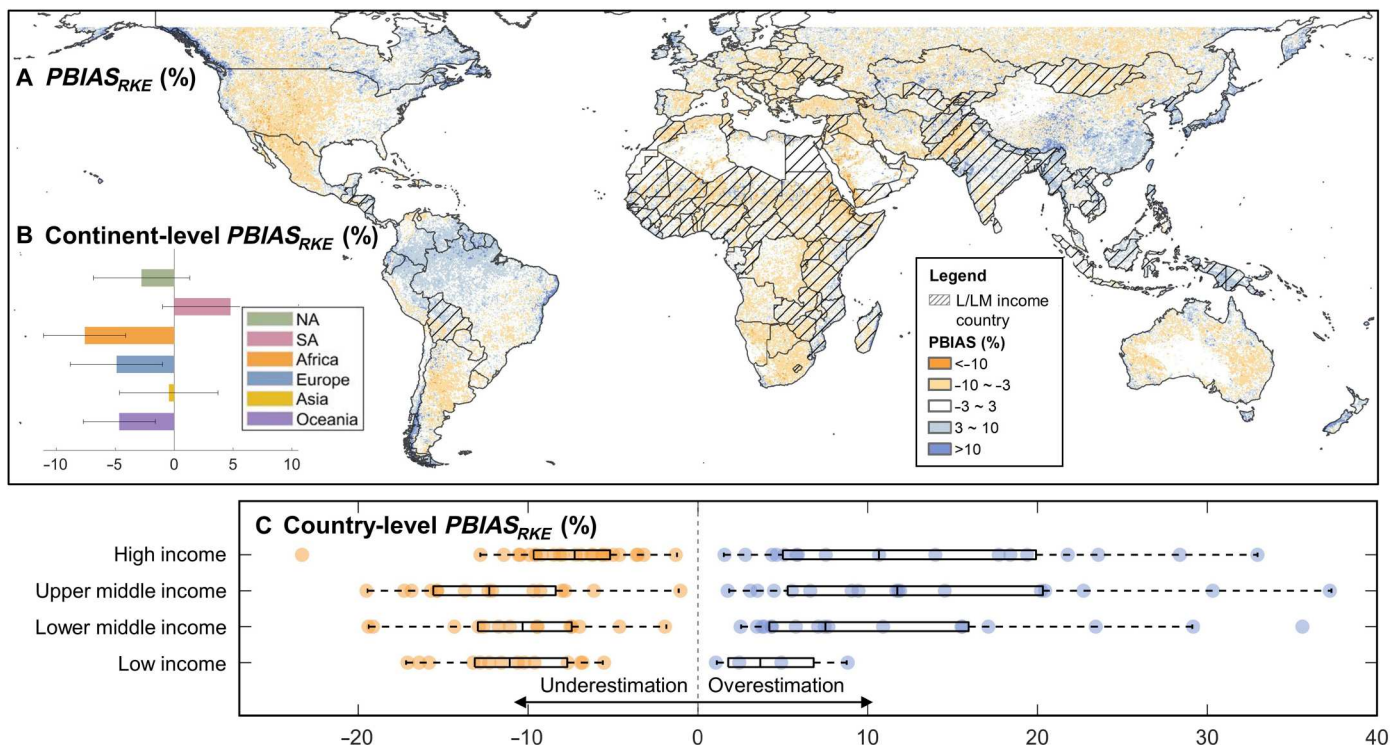 A PBIAS_RKE (%)
B Continent-level PBIAS_RKE (%)
NA
SA
Africa
Europe
Asia
Oceania
−10 −5 0 5 10
Legend
L/LM income
country
PBIAS (%)
<-10
-10 ~ -3
-3 ~ 3
3 ~ 10
>10
C Country-level PBIAS_RKE (%)
High income
Upper middle income
Lower middle income
Low income
Underestimation Overestimation
−20 −10 0 10 20 30 40